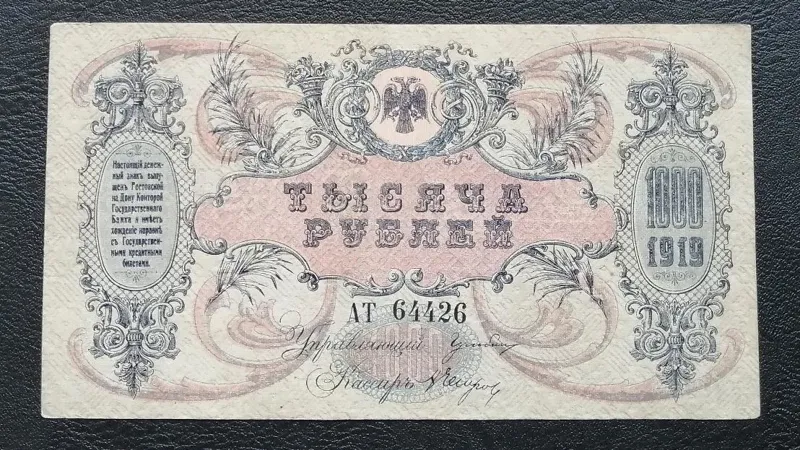 Настоящій денеж-
ный знакъ выпу-
щенъ Ростовской
на Дону Конторой
Государственнаго
Банка и имѣетъ
хожденіе наравнѣ
съ Государствен-
ными кредитными
билетами.
ТЫСЯЧА
РУБЛЕЙ
1000
1919
АТ 64426
Управляющій
Кассиръ